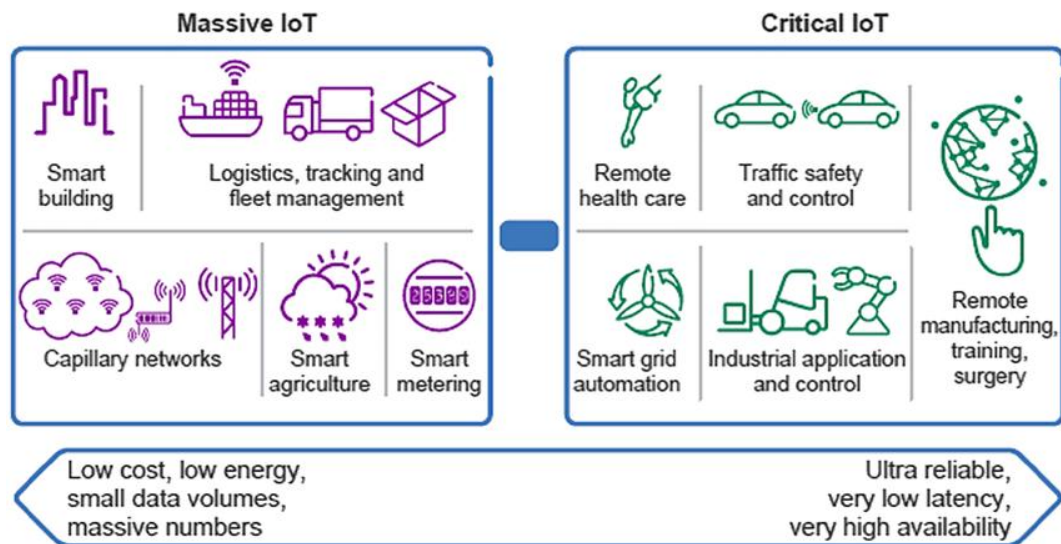 Massive IoT
Critical IoT
Smart
building
Logistics, tracking and
fleet management
Capillary networks
Smart
agriculture
25309
Smart
metering
Remote
health care
Traffic safety
and control
Smart grid
automation
Industrial application
and control
Remote
manufacturing,
training,
surgery
Low cost, low energy,
small data volumes,
massive numbers
Ultra reliable,
very low latency,
very high availability